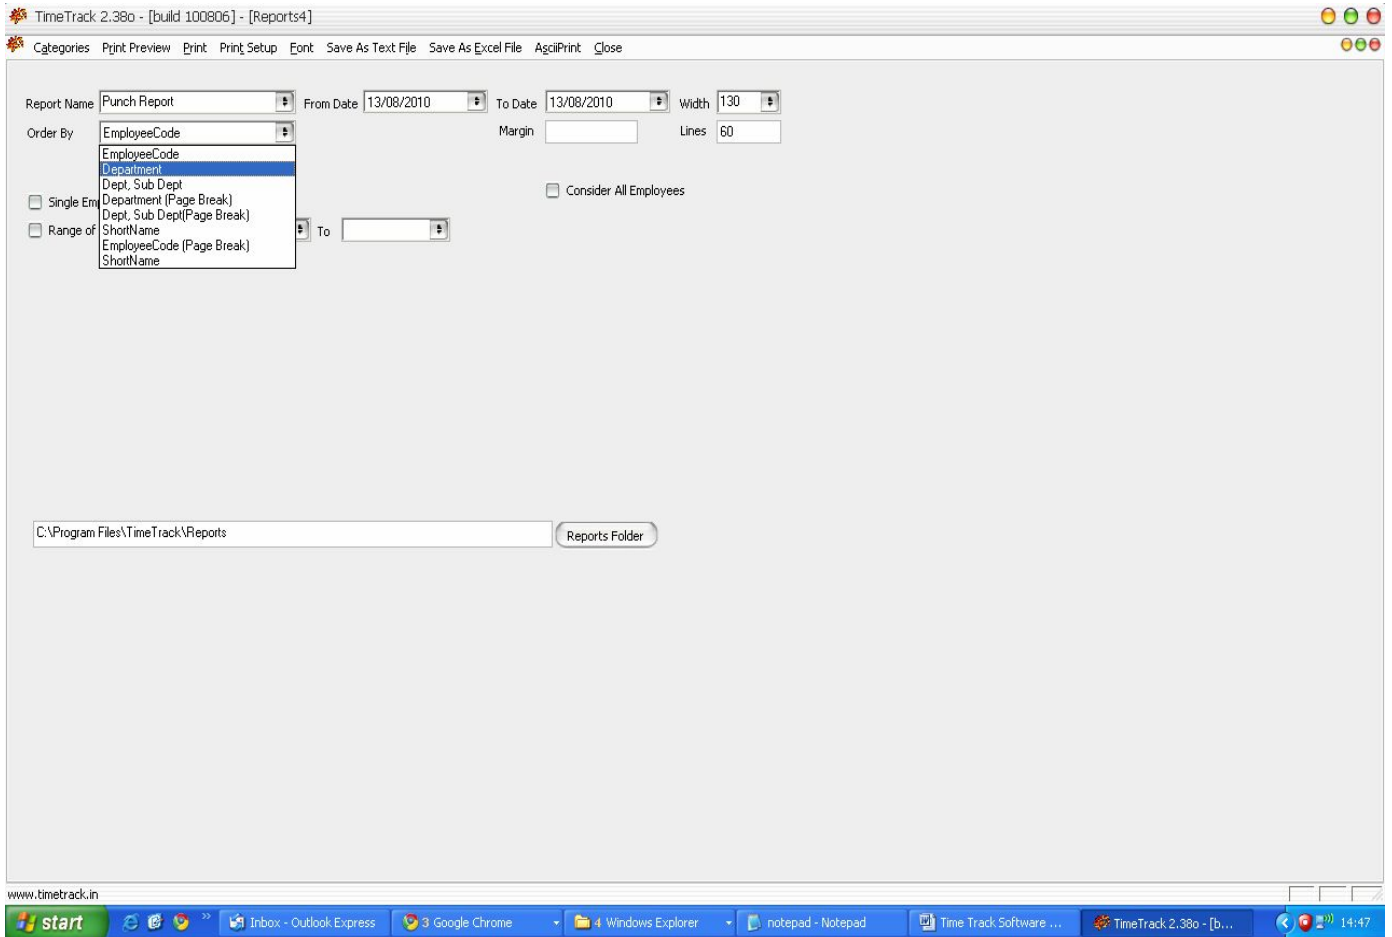 TimeTrack 2.38o - [build 100806] - [Reports4]
Categories Print Preview Print Print Setup Font Save As Text File Save As Excel File AsciiPrint Close
Report Name Punch Report From Date 13/08/2010 To Date 13/08/2010 Width 130
Order By EmployeeCode Margin Lines 60
EmployeeCode
Department
Dept, Sub Dept
Consider All Employees
Single Em Department (Page Break)
Dept, Sub Dept(Page Break)
Range of ShortName To
EmployeeCode (Page Break)
ShortName
C:\Program Files\TimeTrack\Reports Reports Folder
www.timetrack.in
start Inbox - Outlook Express 3 Google Chrome 4 Windows Explorer notepad - Notepad Time Track Software ... TimeTrack 2.38o - [b... 14:47